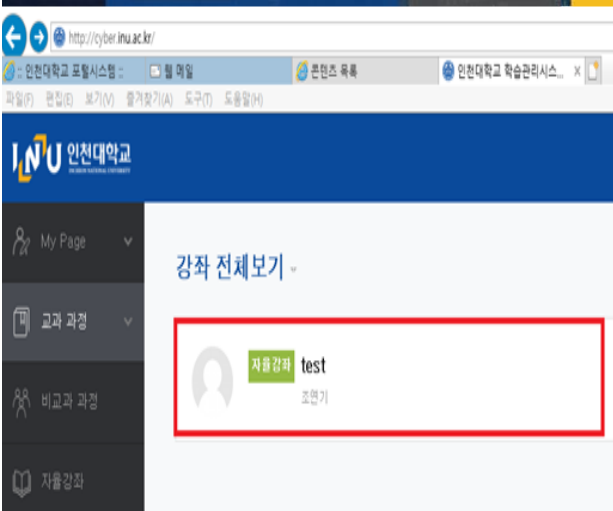 http://cyber.inu.ac.kr/
:: 인천대학교 포탈시스템 :: 웹 메일 콘텐츠 목록 인천대학교 학습관리시스... ×
파일(F) 편집(E) 보기(V) 즐겨찾기(A) 도구(T) 도움말(H)
INU 인천대학교
My Page
강좌 전체보기
교과 과정
자율강좌 test
조연기
비교과 과정
자율강좌